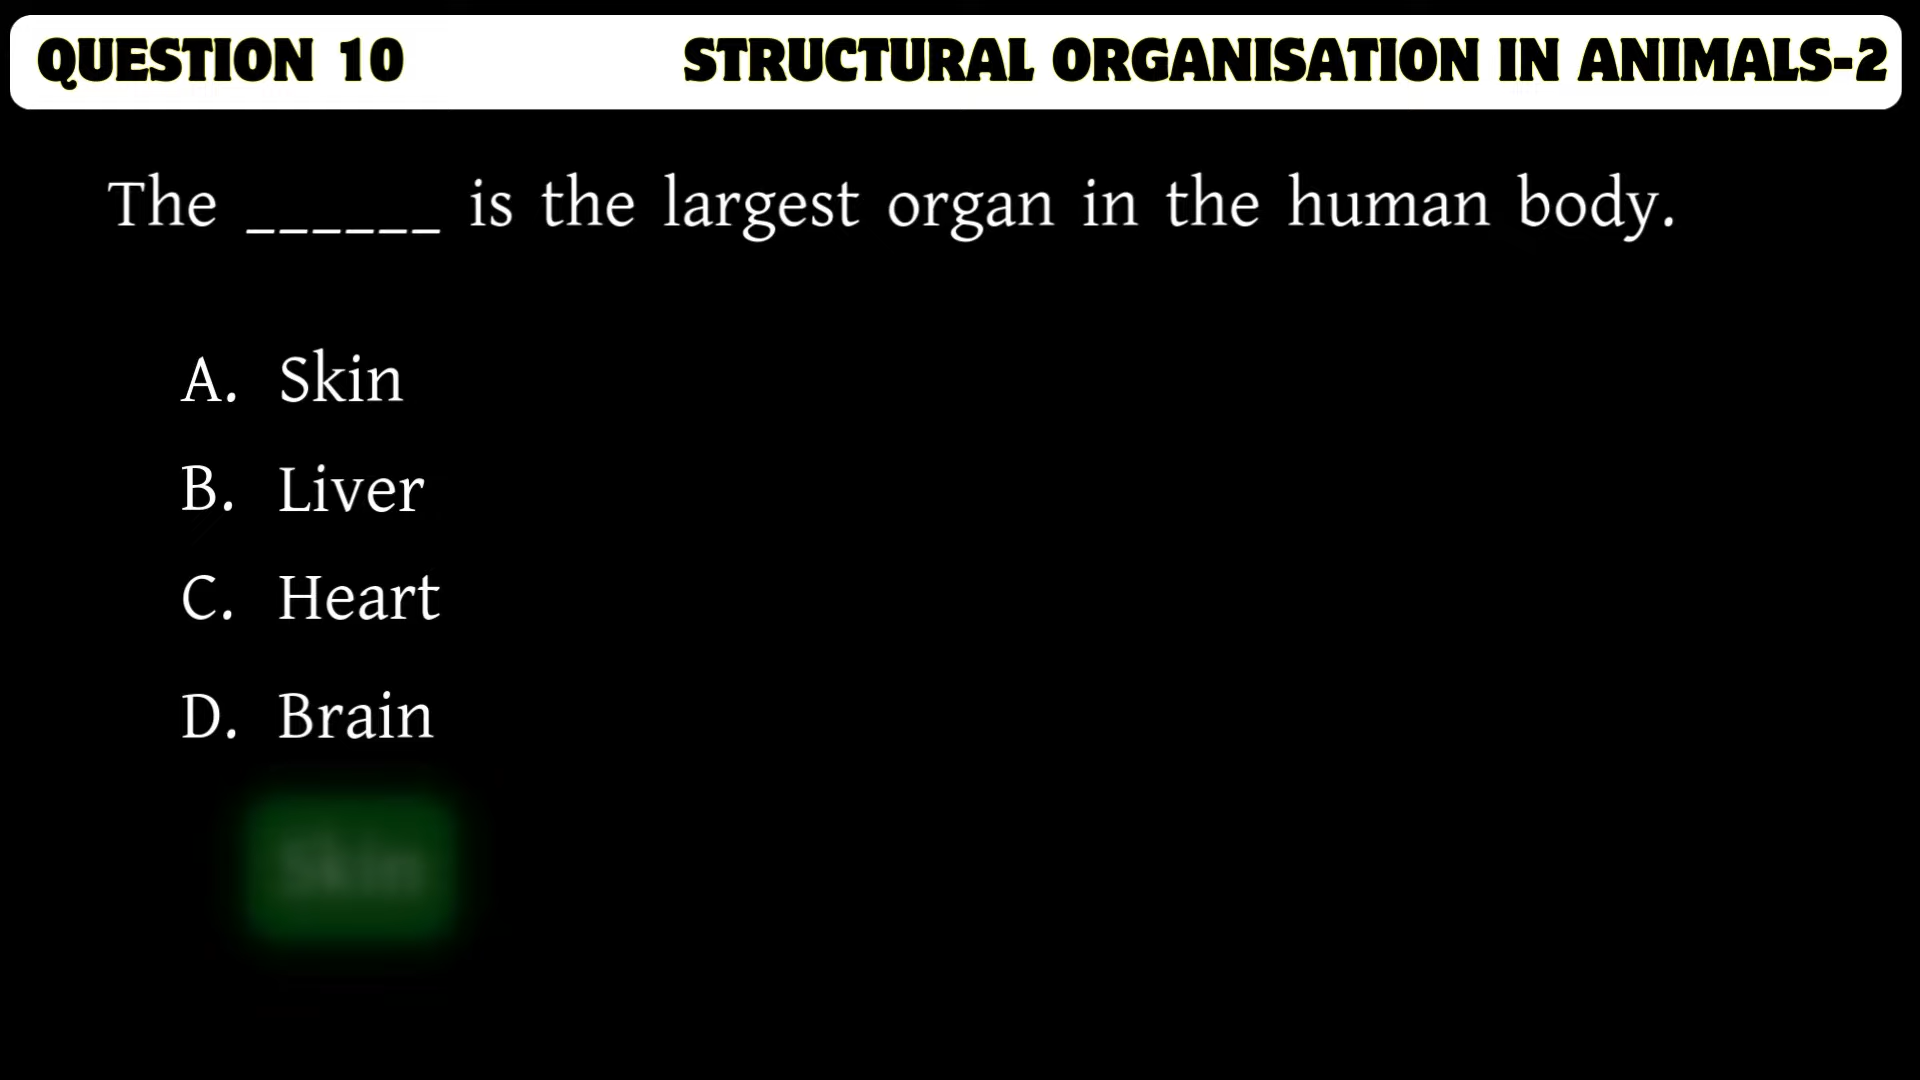 QUESTION 10 STRUCTURAL ORGANISATION IN ANIMALS-2
The ______ is the largest organ in the human body.
A. Skin
B. Liver
C. Heart
D. Brain
Skin